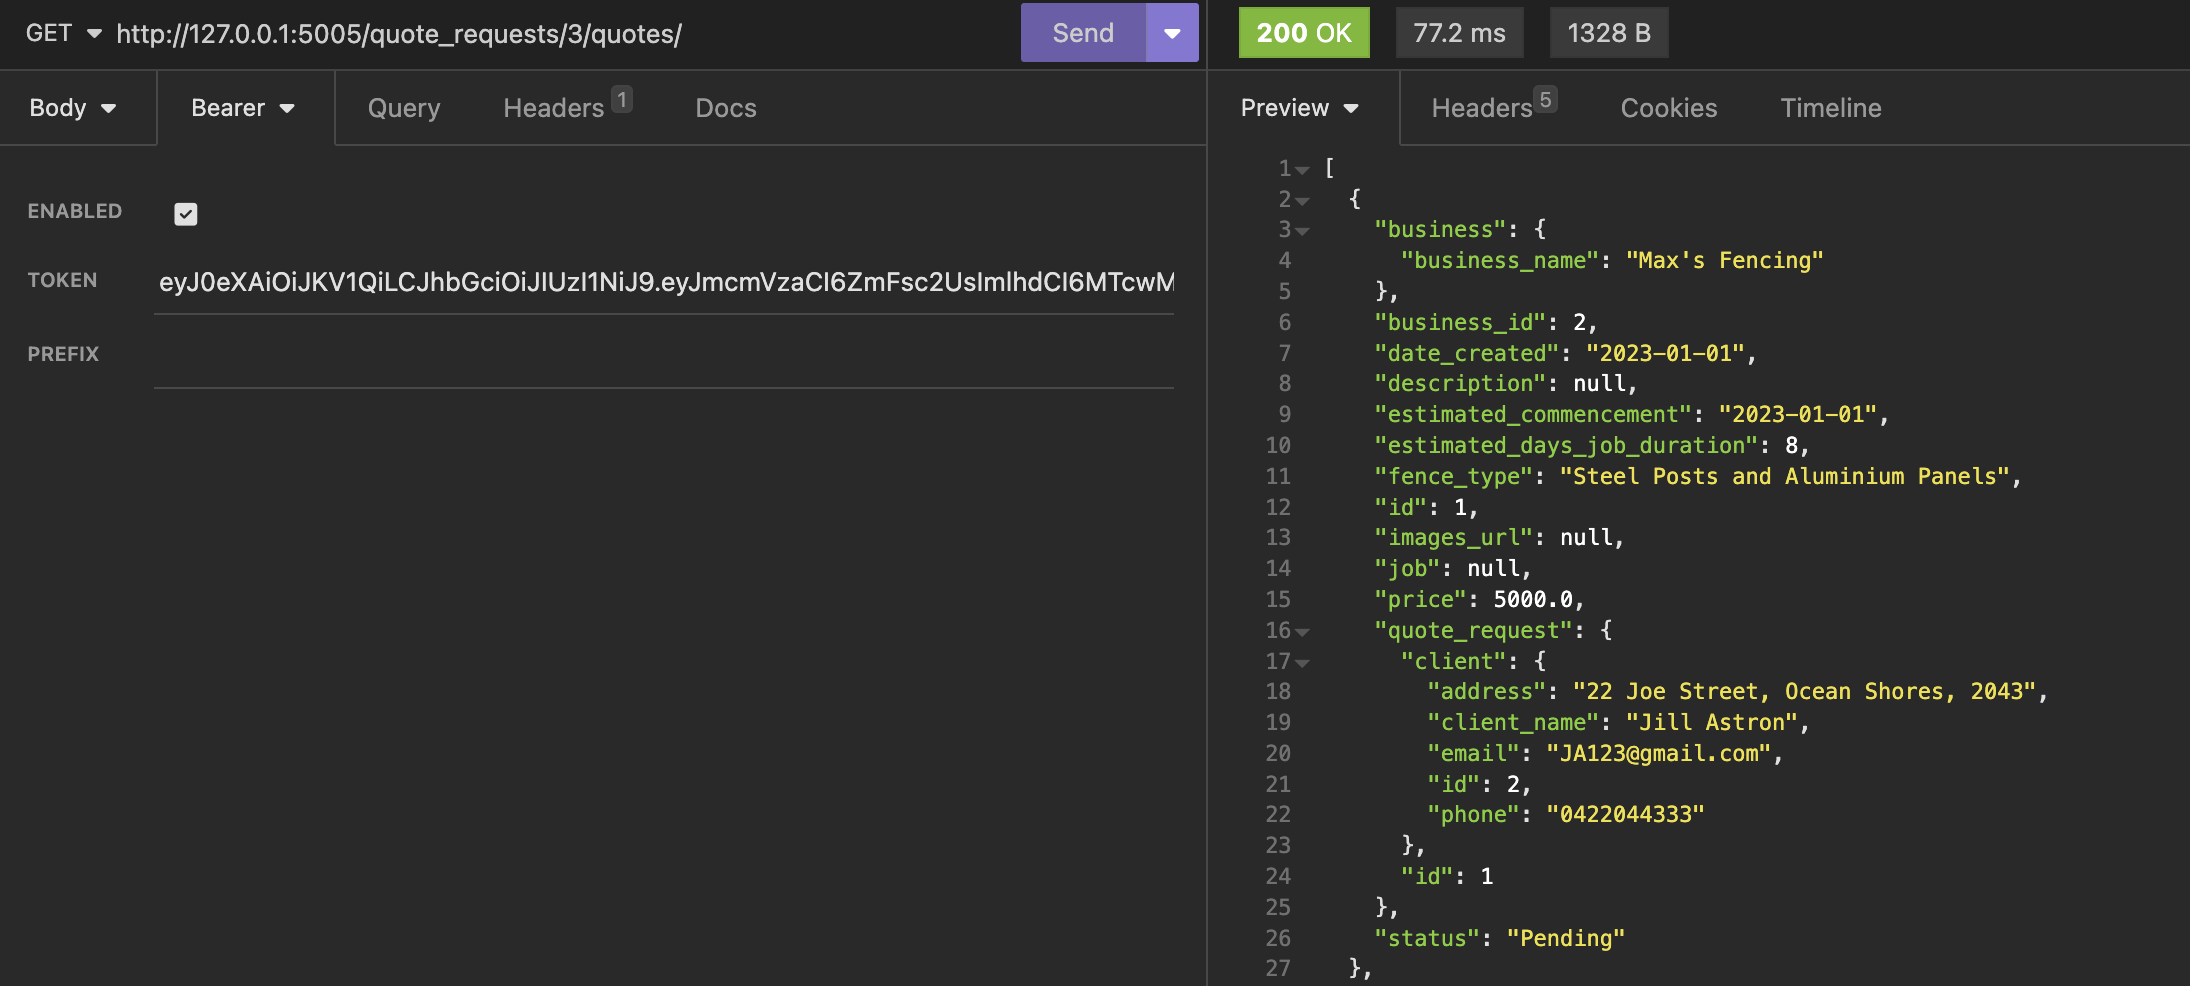 GET http://127.0.0.1:5005/quote_requests/3/quotes/ Send 200 OK 77.2 ms 1328 B
Body Bearer Query Headers 1 Docs Preview Headers 5 Cookies Timeline
ENABLED
TOKEN eyJ0eXAiOiJKV1QiLCJhbGciOiJIUzI1NiJ9.eyJmcmVzaCI6ZmFsc2UsImlhdCI6MTcwM
PREFIX
1 [
2 {
3 "business": {
4 "business_name": "Max's Fencing"
5 },
6 "business_id": 2,
7 "date_created": "2023-01-01",
8 "description": null,
9 "estimated_commencement": "2023-01-01",
10 "estimated_days_job_duration": 8,
11 "fence_type": "Steel Posts and Aluminium Panels",
12 "id": 1,
13 "images_url": null,
14 "job": null,
15 "price": 5000.0,
16 "quote_request": {
17 "client": {
18 "address": "22 Joe Street, Ocean Shores, 2043",
19 "client_name": "Jill Astron",
20 "email": "JA123@gmail.com",
21 "id": 2,
22 "phone": "0422044333"
23 },
24 "id": 1
25 },
26 "status": "Pending"
27 },